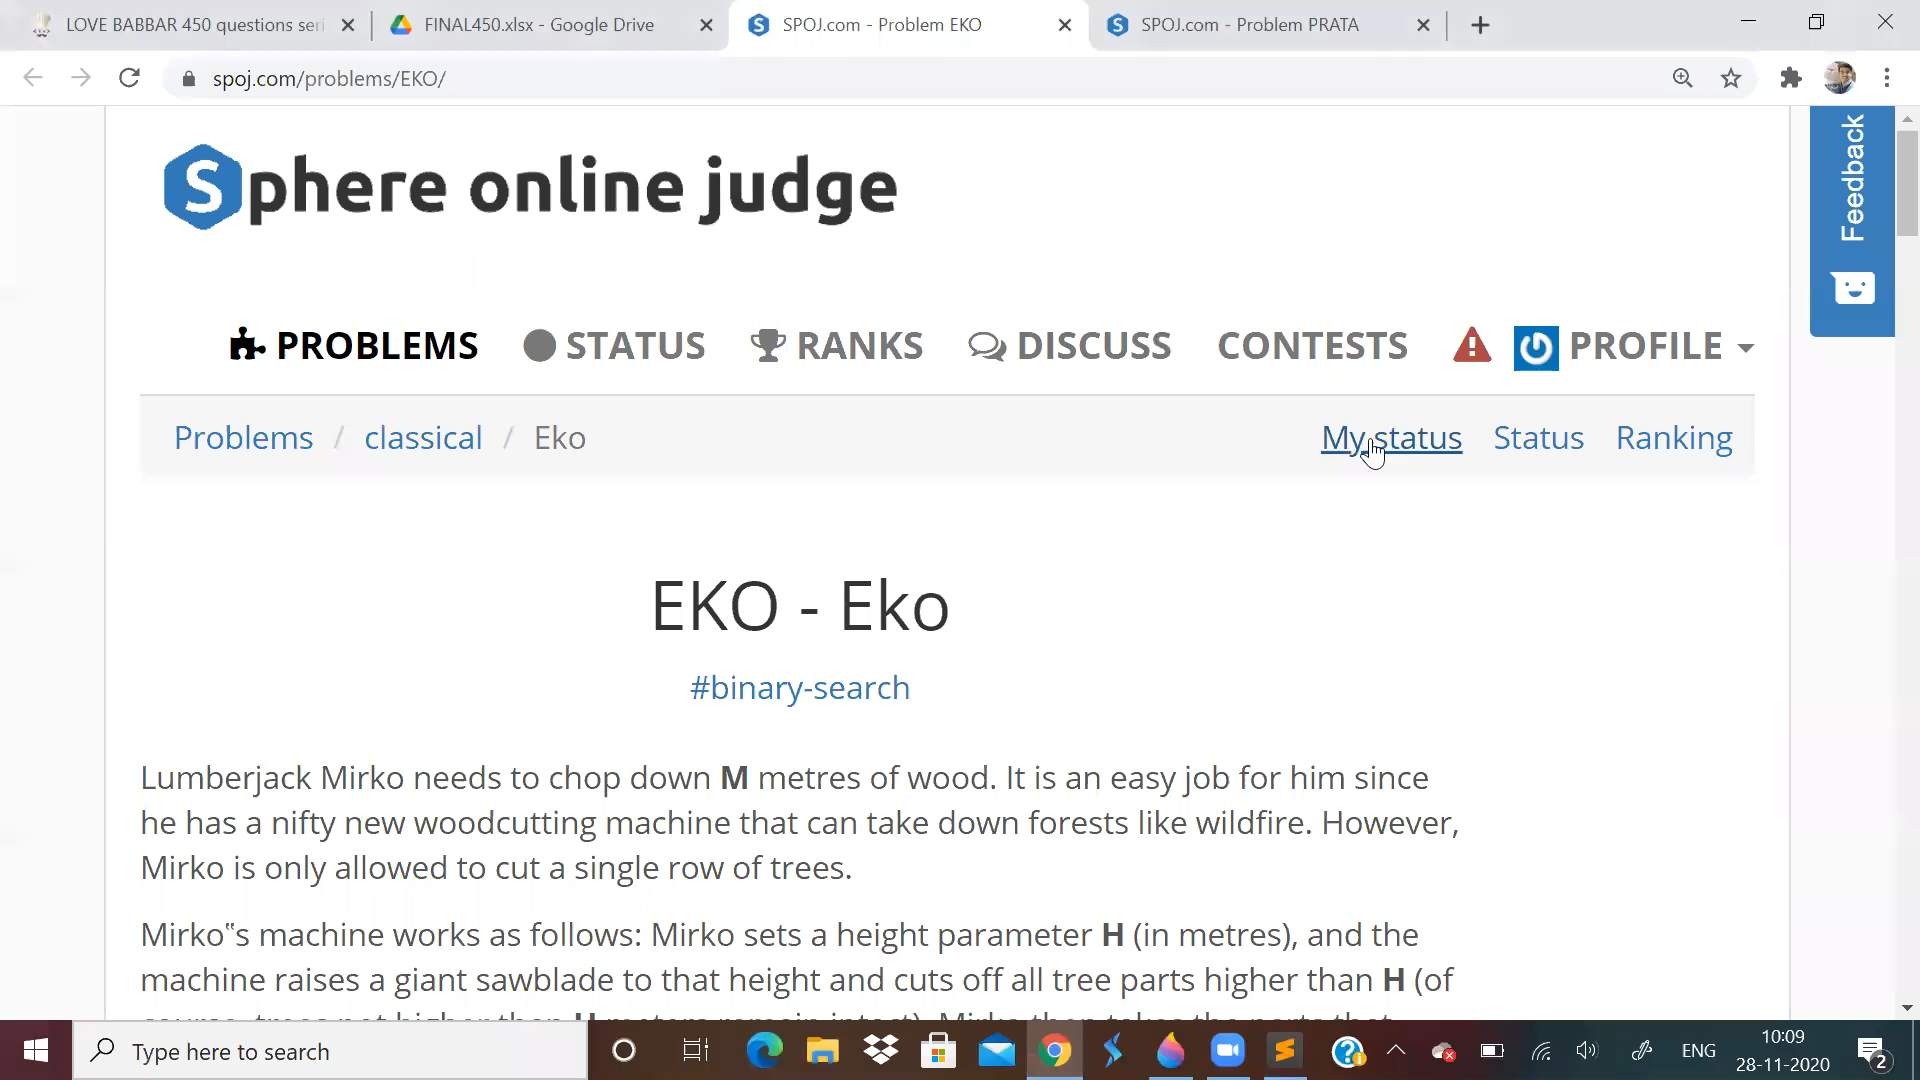 LOVE BABBAR 450 questions seri
FINAL450.xlsx - Google Drive
SPOJ.com - Problem EKO
SPOJ.com - Problem PRATA
spoj.com/problems/EKO/
Feedback
Sphere online judge
PROBLEMS STATUS RANKS DISCUSS CONTESTS PROFILE
Problems / classical / Eko
My status Status Ranking
EKO - Eko
#binary-search
Lumberjack Mirko needs to chop down M metres of wood. It is an easy job for him since
he has a nifty new woodcutting machine that can take down forests like wildfire. However,
Mirko is only allowed to cut a single row of trees.
Mirko‟s machine works as follows: Mirko sets a height parameter H (in metres), and the
machine raises a giant sawblade to that height and cuts off all tree parts higher than H (of
Type here to search
ENG
10:09
28-11-2020
2